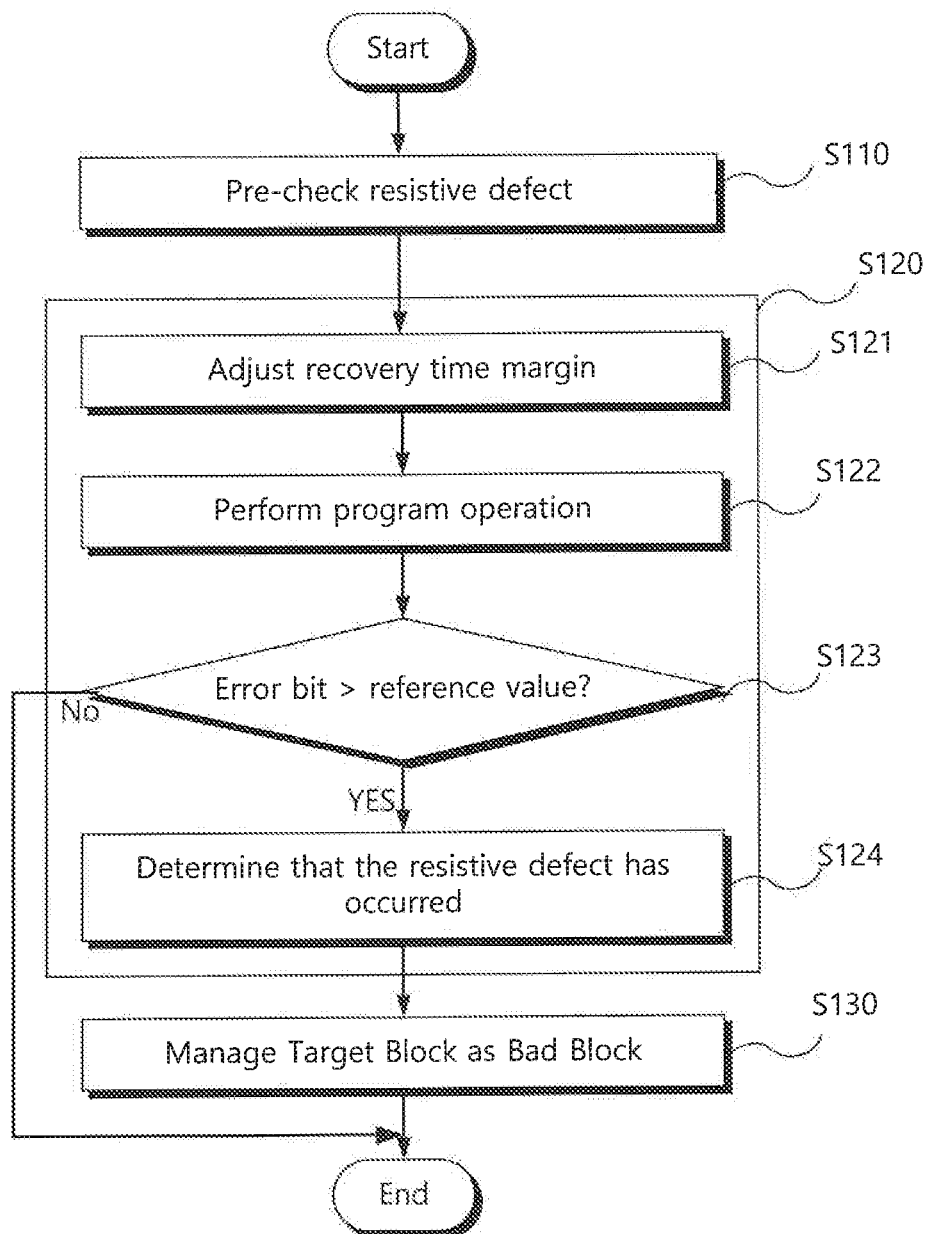 Start
S110
Pre-check resistive defect
S120
S121
Adjust recovery time margin
S122
Perform program operation
S123
Error bit > reference value?
No
YES
S124
Determine that the resistive defect has
occurred
S130
Manage Target Block as Bad Block
End